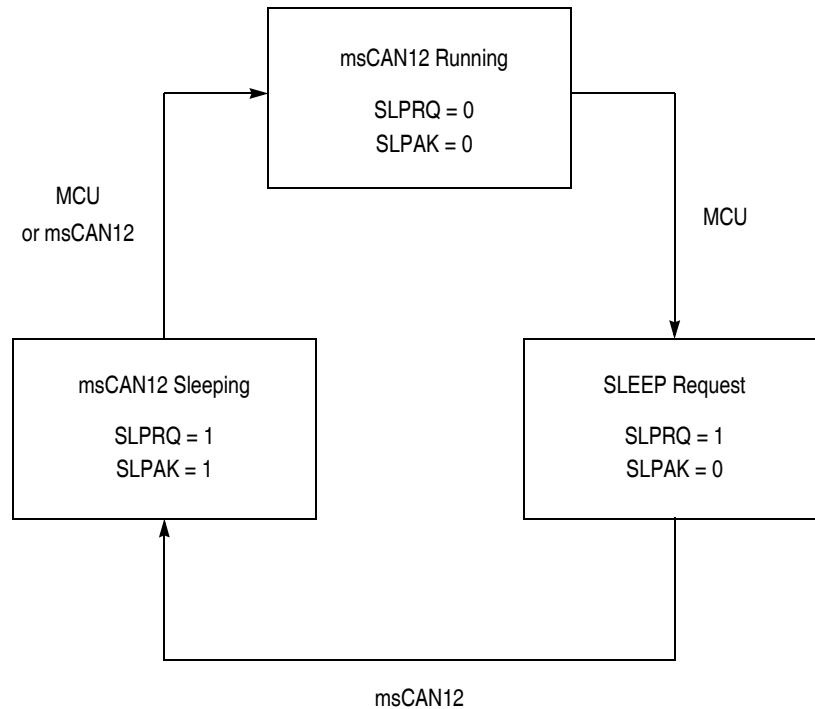 msCAN12 Running
SLPRQ = 0
SLPAK = 0
MCU
or msCAN12
MCU
msCAN12 Sleeping
SLPRQ = 1
SLPAK = 1
SLEEP Request
SLPRQ = 1
SLPAK = 0
msCAN12